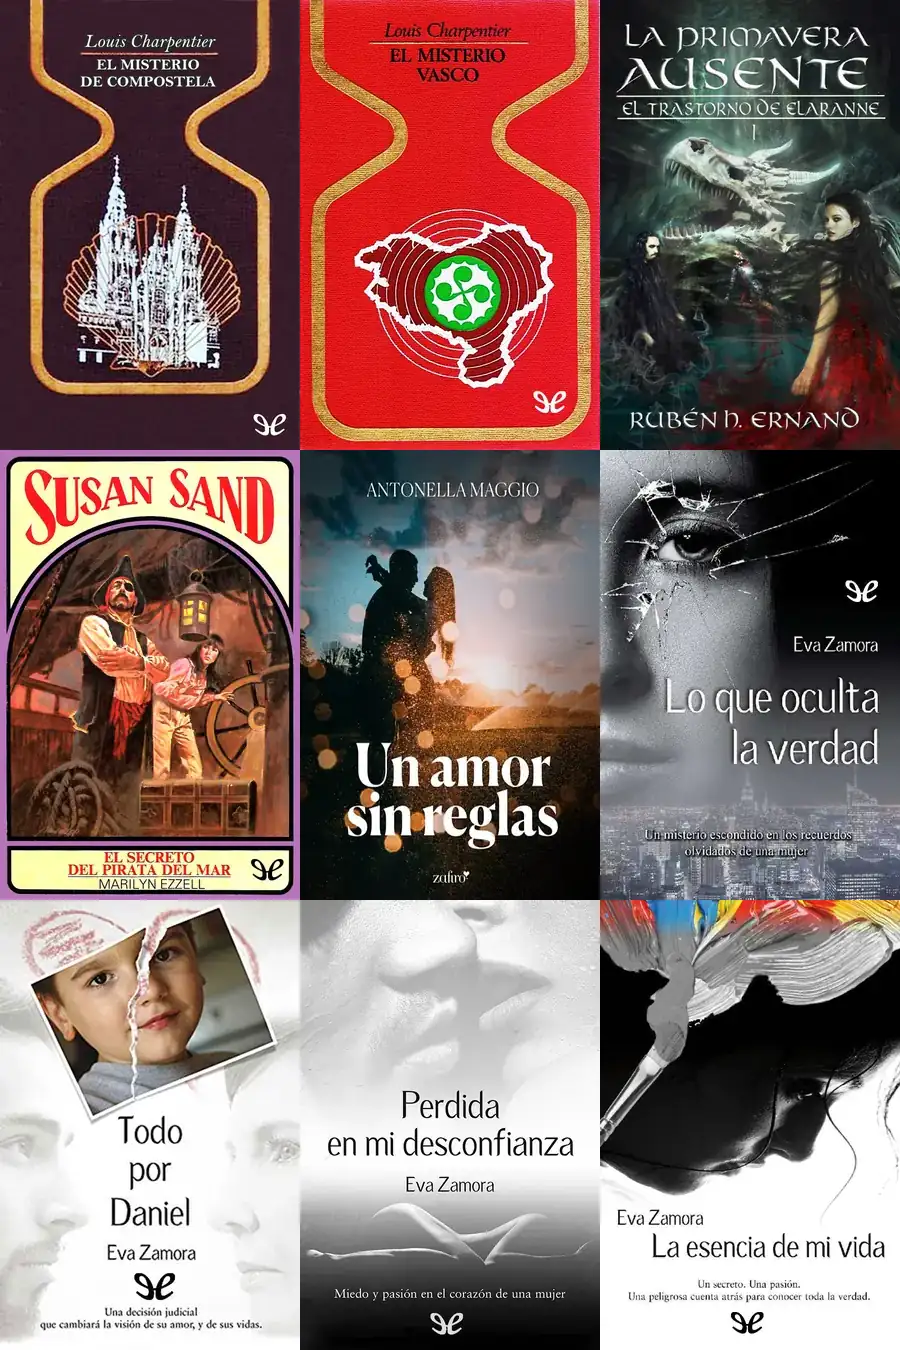 Louis Charpentier
EL MISTERIO
DE COMPOSTELA
Louis Charpentier
EL MISTERIO
VASCO
LA PRIMAVERA
AUSENTE
EL TRASTORNO DE ELARANNE
I
RUBÉN H. ERNAND
SUSAN SAND
EL SECRETO
DEL PIRATA DEL MAR
MARILYN EZZELL
ANTONELLA MAGGIO
Un amor
sin reglas
zafiro
Eva Zamora
Lo que oculta
la verdad
Un misterio escondido en los recuerdos
olvidados de una mujer
Todo
por
Daniel
Eva Zamora
Una decisión judicial
que cambiará la visión de su amor, y de sus vidas.
Perdida
en mi desconfianza
Eva Zamora
Miedo y pasión en el corazón de una mujer
Eva Zamora
La esencia de mi vida
Un secreto. Una pasión.
Una peligrosa cuenta atrás para conocer toda la verdad.